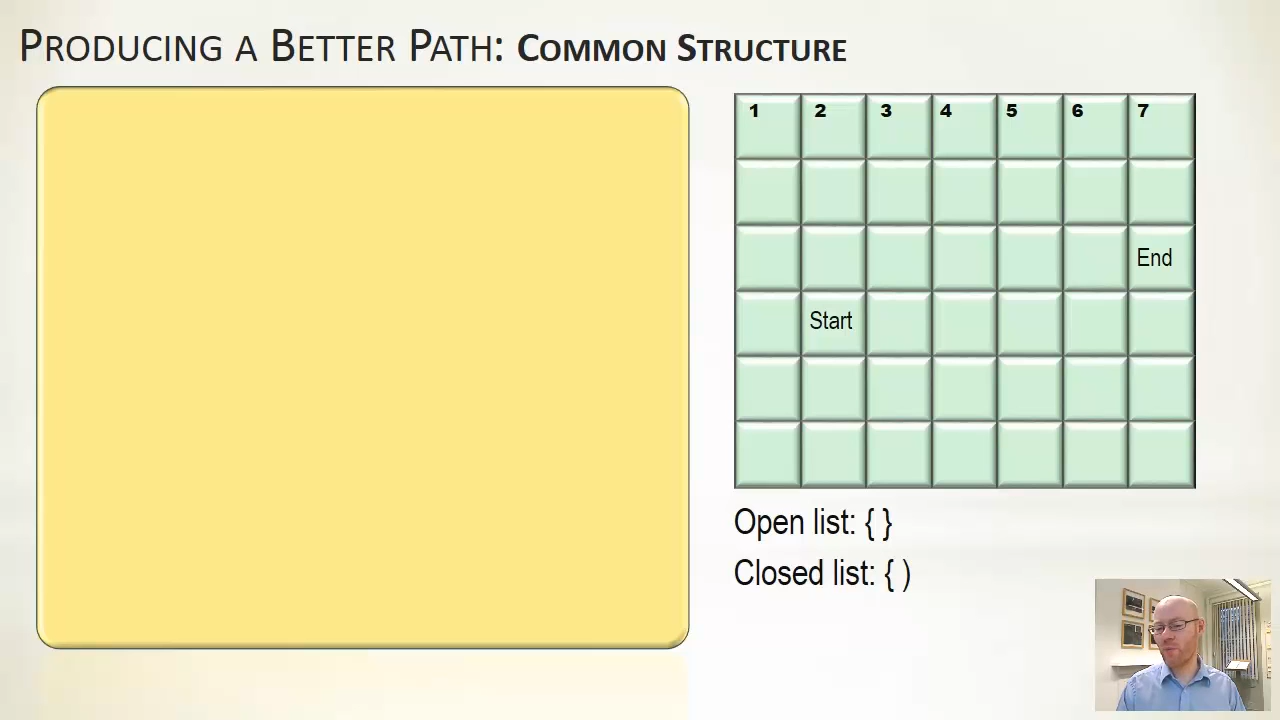 PRODUCING A BETTER PATH: COMMON STRUCTURE
1 2 3 4 5 6 7
End
Start
Open list: { }
Closed list: { )